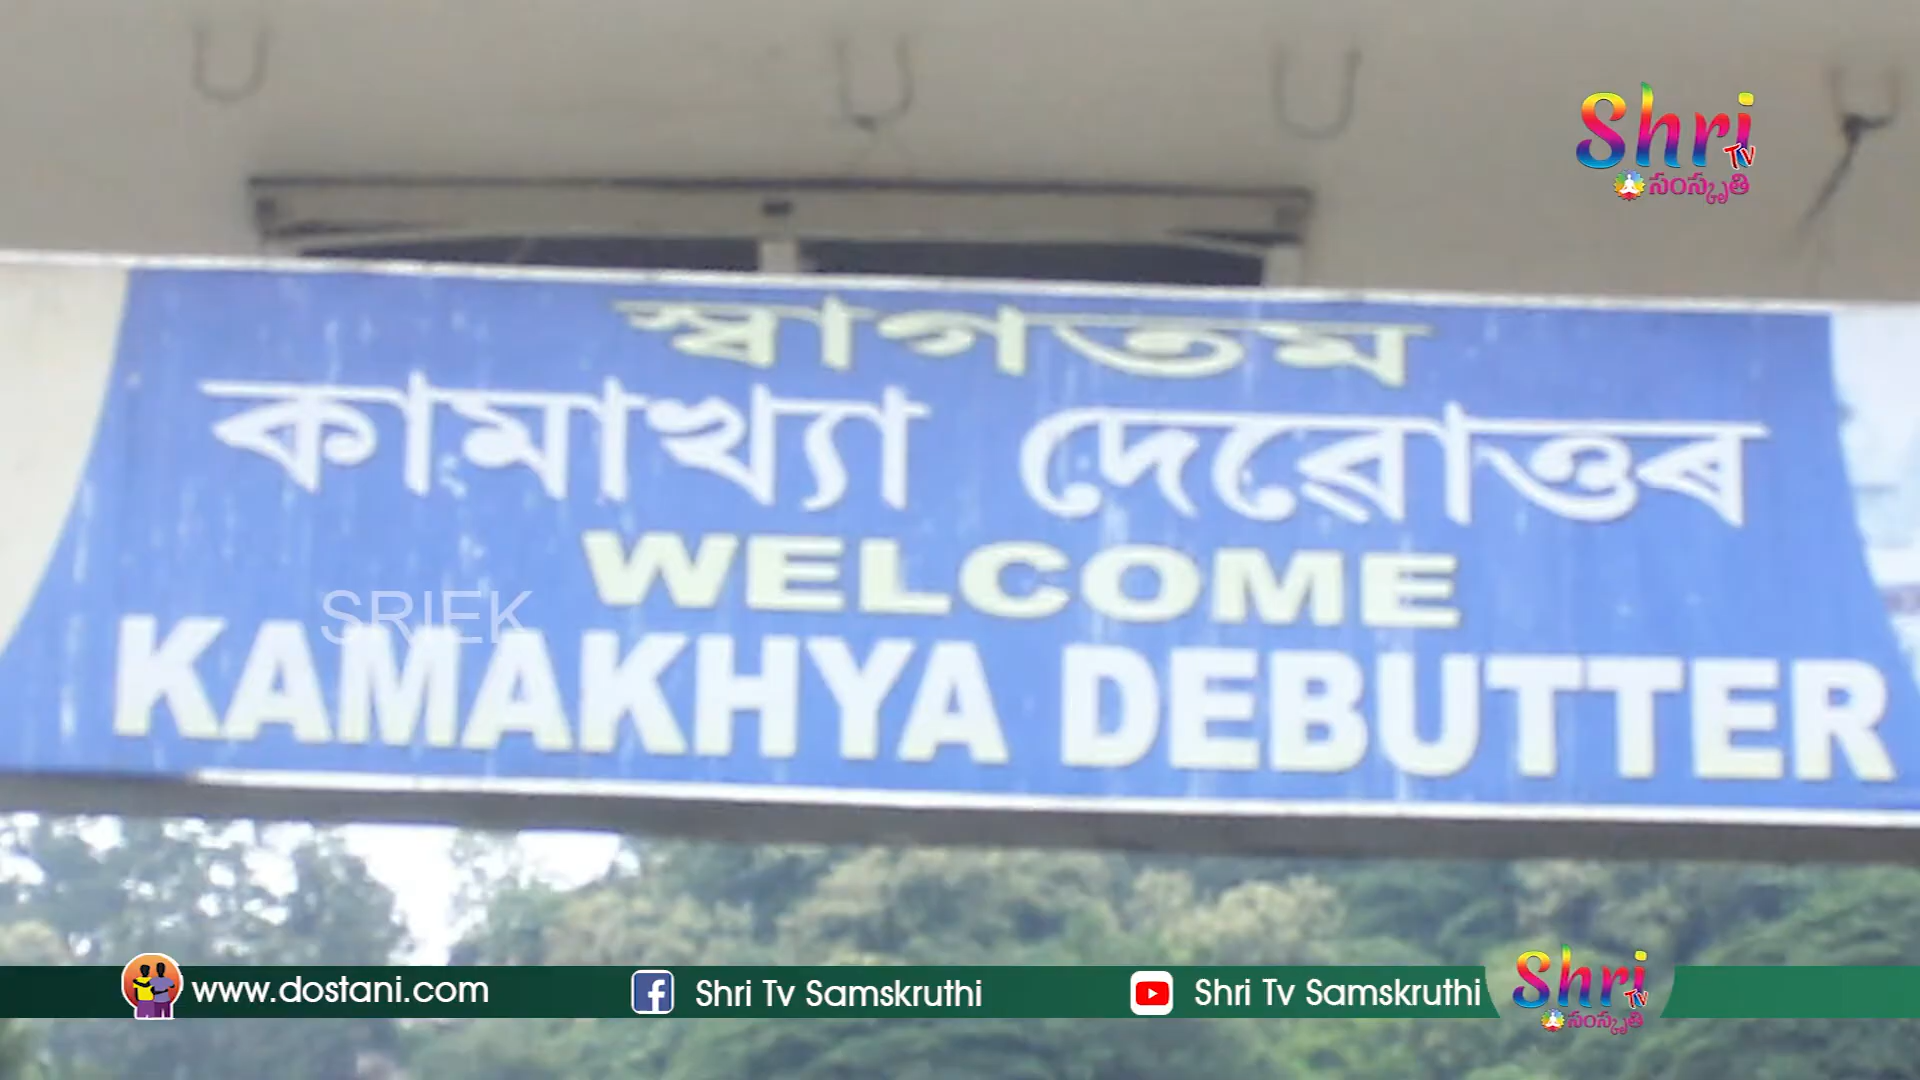 Shri
TV
సంస్కృతి
স্বাগতম
কামাখ্যা দেৱোত্তৰ
WELCOME
SRIEK
KAMAKHYA DEBUTTER
www.dostani.com
Shri Tv Samskruthi
Shri Tv Samskruthi
Shri
TV
సంస్కృతి